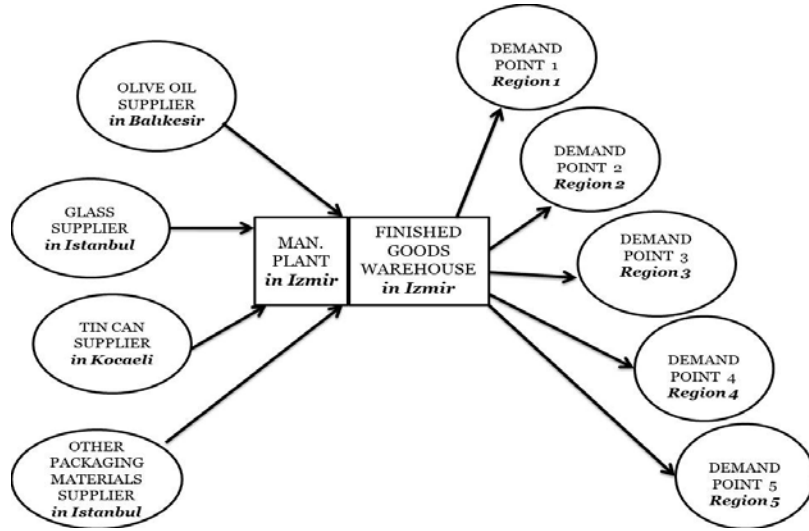 OLIVE OIL
SUPPLIER
in Balıkesir
GLASS
SUPPLIER
in Istanbul
TIN CAN
SUPPLIER
in Kocaeli
OTHER
PACKAGING
MATERIALS
SUPPLIER
in Istanbul
MAN.
PLANT
in Izmir
FINISHED
GOODS
WAREHOUSE
in Izmir
DEMAND
POINT 1
Region 1
DEMAND
POINT 2
Region 2
DEMAND
POINT 3
Region 3
DEMAND
POINT 4
Region 4
DEMAND
POINT 5
Region 5